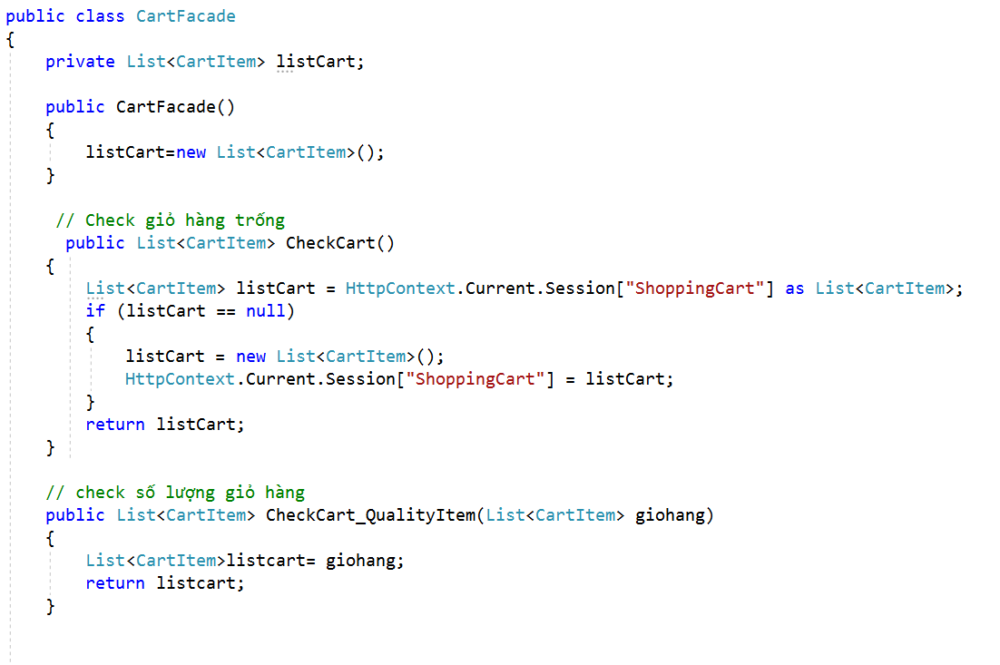 public class CartFacade
{
private List<CartItem> listCart;
public CartFacade()
{
listCart=new List<CartItem>();
}
// Check giỏ hàng trống
public List<CartItem> CheckCart()
{
List<CartItem> listCart = HttpContext.Current.Session["ShoppingCart"] as List<CartItem>;
if (listCart == null)
{
listCart = new List<CartItem>();
HttpContext.Current.Session["ShoppingCart"] = listCart;
}
return listCart;
}
// check số lượng giỏ hàng
public List<CartItem> CheckCart_QualityItem(List<CartItem> giohang)
{
List<CartItem>listcart= giohang;
return listcart;
}